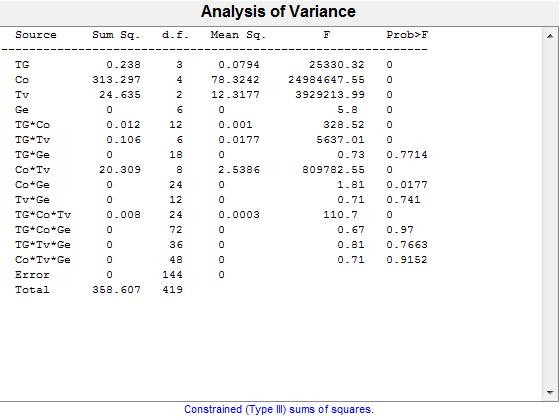 Analysis of Variance
Source Sum Sq. d.f. Mean Sq. F Prob>F
TG 0.238 3 0.0794 25330.32 0
Co 313.297 4 78.3242 24984647.55 0
Tv 24.635 2 12.3177 3929213.99 0
Ge 0 6 0 5.8 0
TG*Co 0.012 12 0.001 328.52 0
TG*Tv 0.106 6 0.0177 5637.01 0
TG*Ge 0 18 0 0.73 0.7714
Co*Tv 20.309 8 2.5386 809782.55 0
Co*Ge 0 24 0 1.81 0.0177
Tv*Ge 0 12 0 0.71 0.741
TG*Co*Tv 0.008 24 0.0003 110.7 0
TG*Co*Ge 0 72 0 0.67 0.97
TG*Tv*Ge 0 36 0 0.81 0.7663
Co*Tv*Ge 0 48 0 0.71 0.9152
Error 0 144 0
Total 358.607 419
Constrained (Type III) sums of squares.